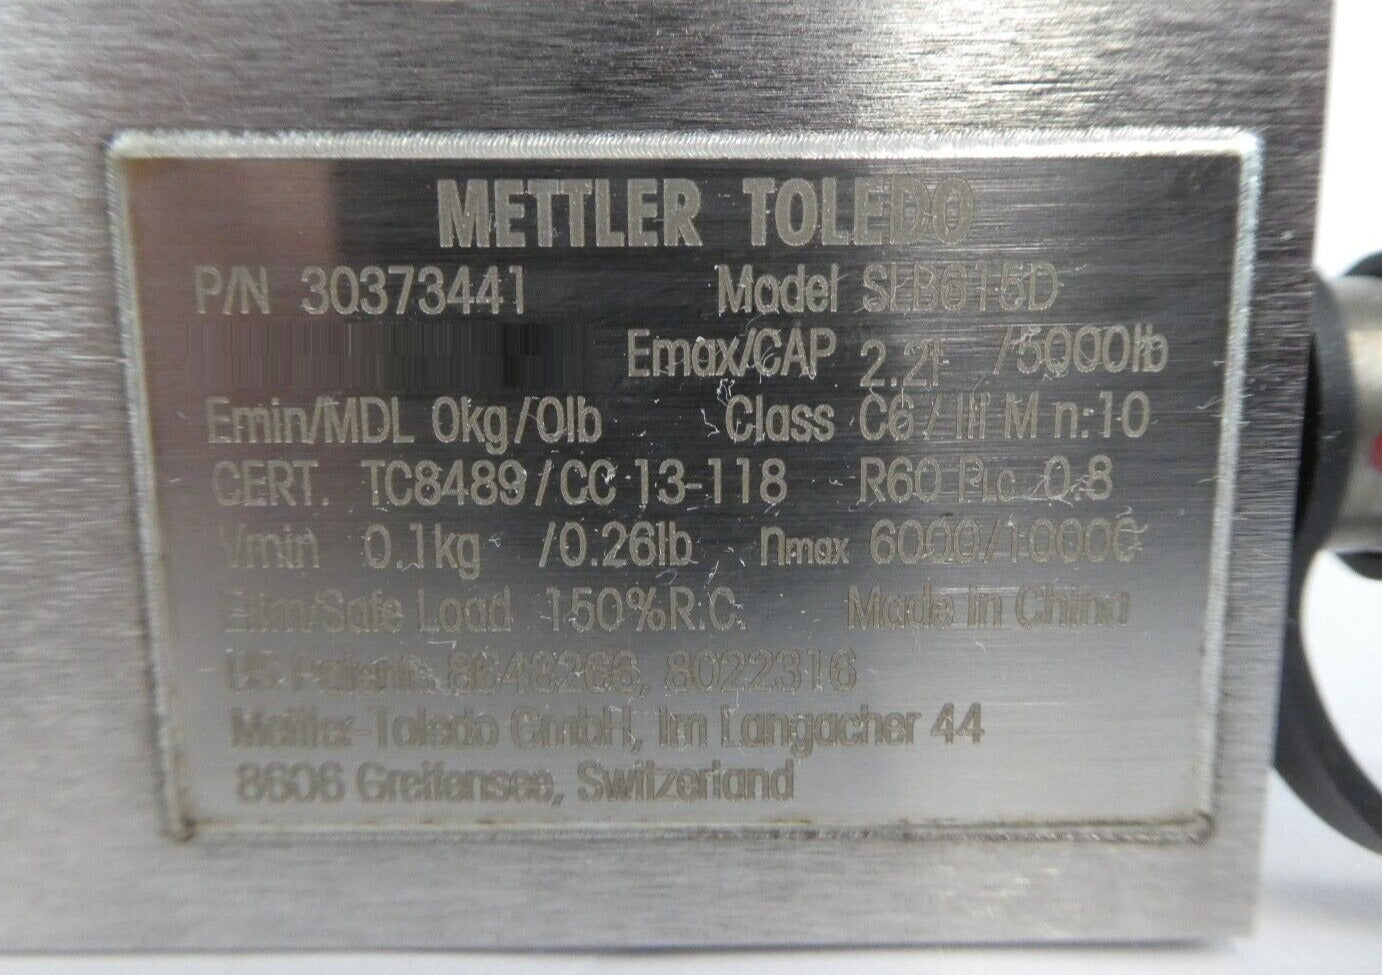 METTLER TOLEDO
P/N 30373441 Model SLB615D
Emax/CAP 2.2t /5000lb
Emin/MDL 0kg/0lb Class C6/III M n:10
CERT. TC8489/CC 13-118 R60 PLC 0.8
Vmin 0.1kg /0.26lb nmax 6000/10000
Elim/Safe Load 150%R.C. Made in China
US Patents 8648266, 8022316
Mettler-Toledo GmbH, Im Langacher 44
8606 Greifensee, Switzerland